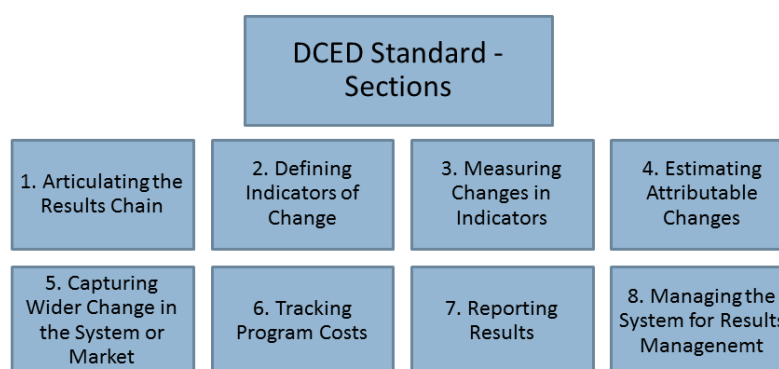 DCED Standard -
Sections
1. Articulating the
Results Chain
2. Defining
Indicators of
Change
3. Measuring
Changes in
Indicators
4. Estimating
Attributable
Changes
5. Capturing
Wider Change in
the System or
Market
6. Tracking
Program Costs
7. Reporting
Results
8. Managing the
System for Results
Managenemt